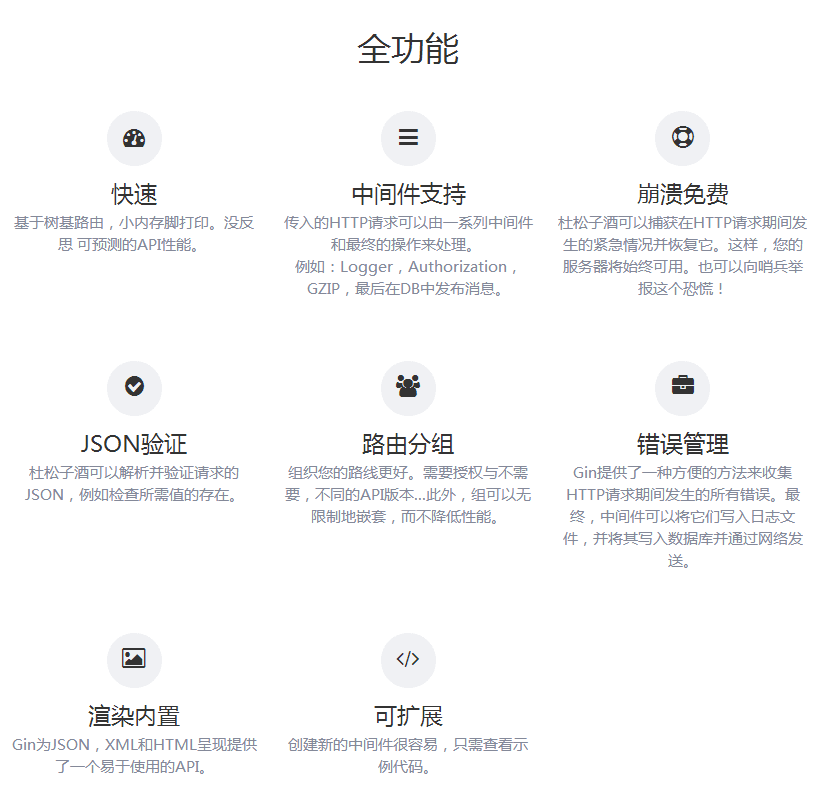 全功能
快速
基于树基路由，小内存脚打印。没反
思 可预测的API性能。
中间件支持
传入的HTTP请求可以由一系列中间件
和最终的操作来处理。
例如：Logger，Authorization，
GZIP，最后在DB中发布消息。
崩溃免费
杜松子酒可以捕获在HTTP请求期间发
生的紧急情况并恢复它。这样，您的
服务器将始终可用。也可以向哨兵举
报这个恐慌！
JSON验证
杜松子酒可以解析并验证请求的
JSON，例如检查所需值的存在。
路由分组
组织您的路线更好。需要授权与不需
要，不同的API版本...此外，组可以无
限制地嵌套，而不降低性能。
错误管理
Gin提供了一种方便的方法来收集
HTTP请求期间发生的所有错误。最
终，中间件可以将它们写入日志文
件，并将其写入数据库并通过网络发
送。
渲染内置
Gin为JSON，XML和HTML呈现提供
了一个易于使用的API。
可扩展
创建新的中间件很容易，只需查看示
例代码。